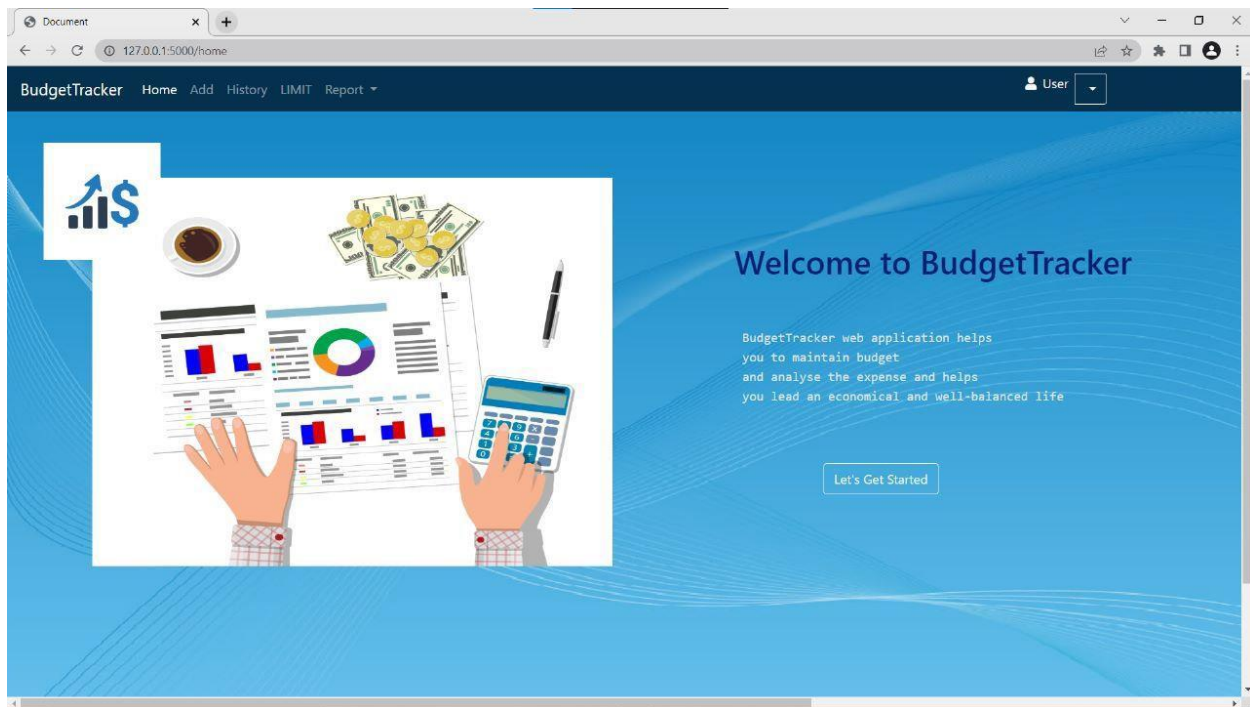 Document
127.0.0.1:5000/home
BudgetTracker Home Add History LIMIT Report User
$
Welcome to BudgetTracker
BudgetTracker web application helps
you to maintain budget
and analyse the expense and helps
you lead an economical and well-balanced life
Let's Get Started